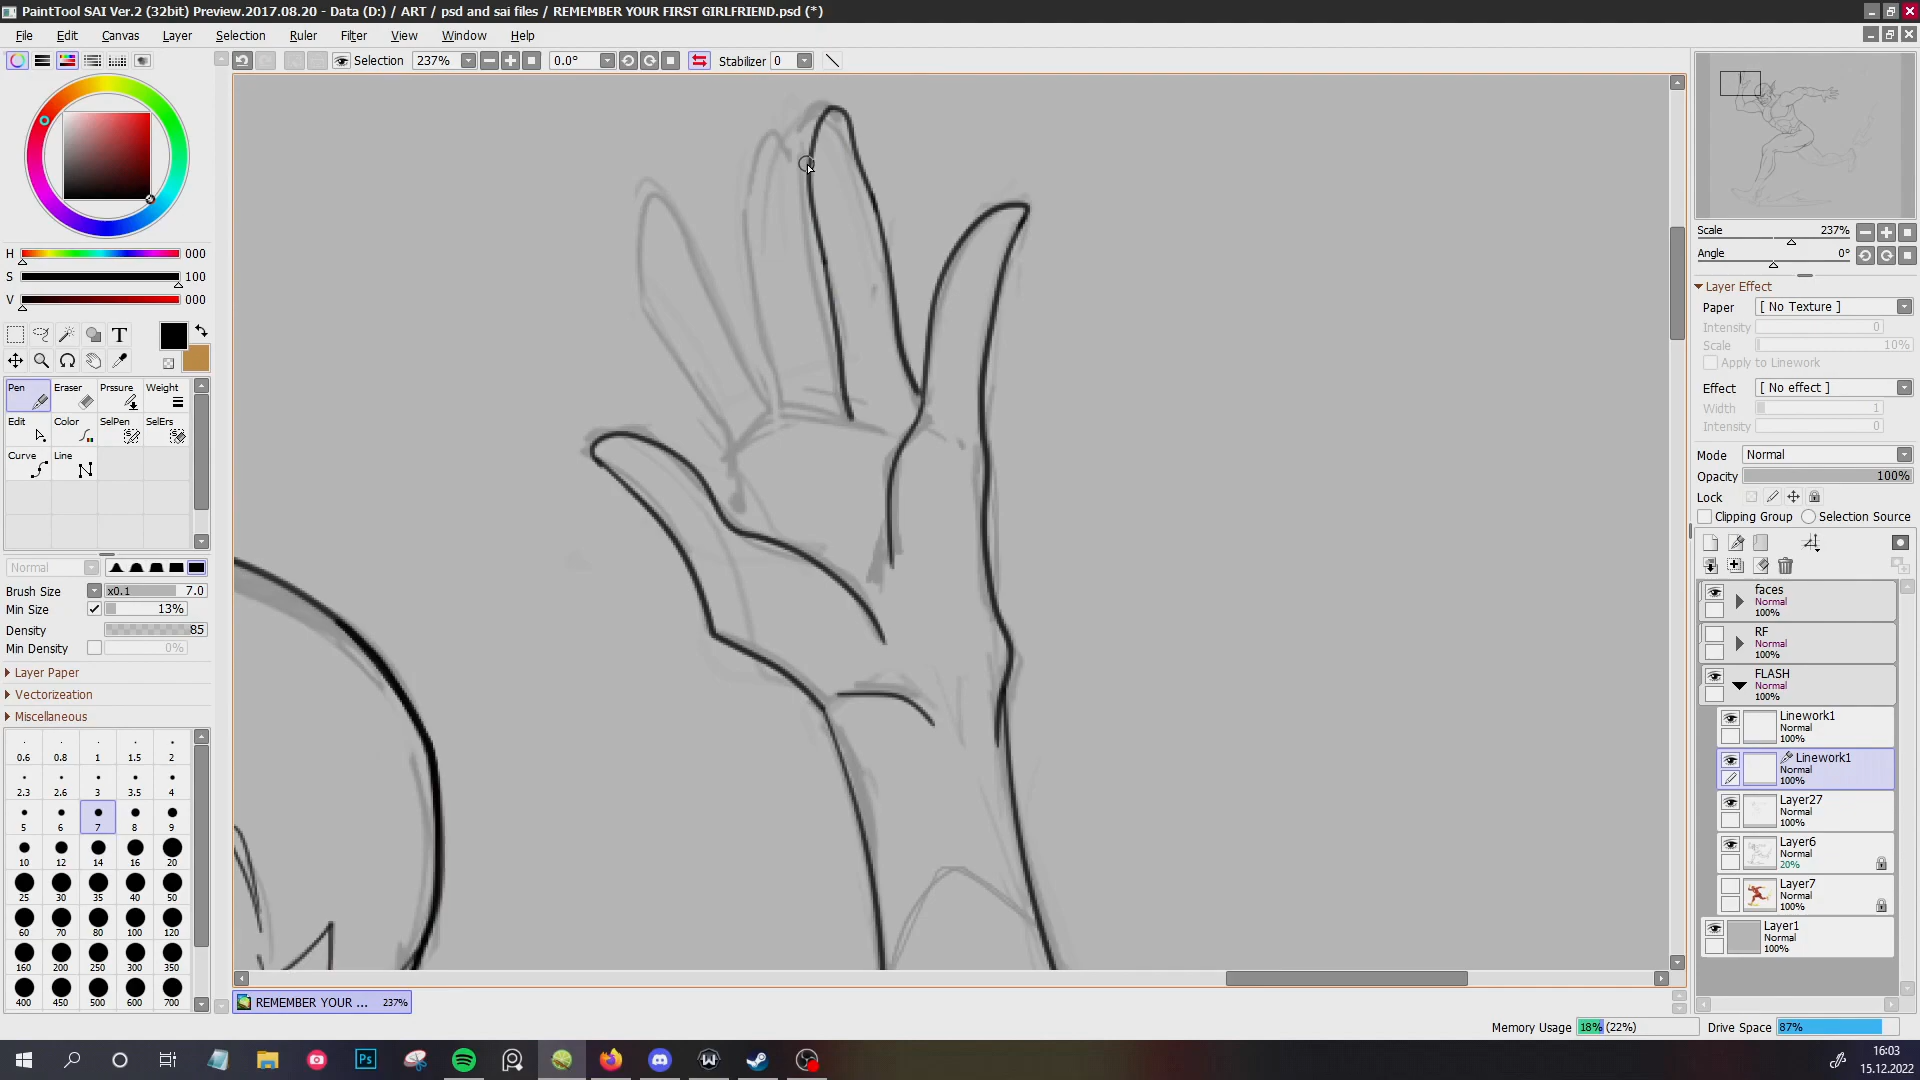 PaintTool SAI Ver.2 (32bit) Preview.2017.08.20 - Data (D:) / ART / psd and sai files / REMEMBER YOUR FIRST GIRLFRIEND.psd (*)
File Edit Canvas Layer Selection Ruler Filter View Window Help
Selection 237% 0.0° Stabilizer 0
H 000
S 100
V 000
T
Pen Eraser Prssure Weight
Edit Color SelPen SelErs
Curve Line
Normal
Brush Size x0.1 7.0
Min Size 13%
Density 85
Min Density 0%
Layer Paper
Vectorization
Miscellaneous
0.6 0.8 1 1.5 2
2.3 2.6 3 3.5 4
5 6 7 8 9
10 12 14 16 20
25 30 35 40 50
60 70 80 100 120
160 200 250 300 350
400 450 500 600 700
REMEMBER YOUR ... 237%
Scale 237%
Angle 0°
Layer Effect
Paper [ No Texture ]
Intensity 0
Scale 10%
Apply to Linework
Effect [ No effect ]
Width 1
Intensity 0
Mode Normal
Opacity 100%
Lock
Clipping Group Selection Source
faces
Normal
100%
RF
Normal
100%
FLASH
Normal
100%
Linework1
Normal
100%
Linework1
Normal
100%
Layer27
Normal
100%
Layer6
Normal
20%
Layer7
Normal
100%
Layer1
Normal
100%
Memory Usage 18% (22%) Drive Space 87%
Ps
16:03
15.12.2022